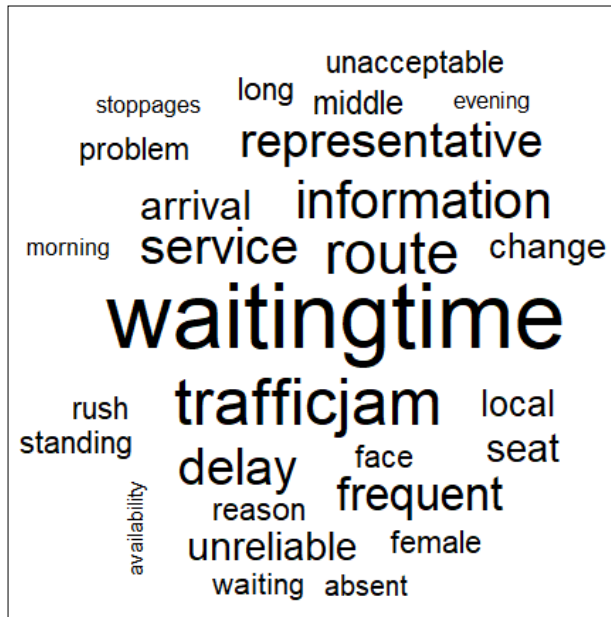 unacceptable
long
stoppages
middle
evening
problem
representative
arrival
information
morning
service
route
change
waitingtime
trafficjam
rush
local
standing
delay
face
seat
availability
reason
frequent
unreliable
female
waiting
absent